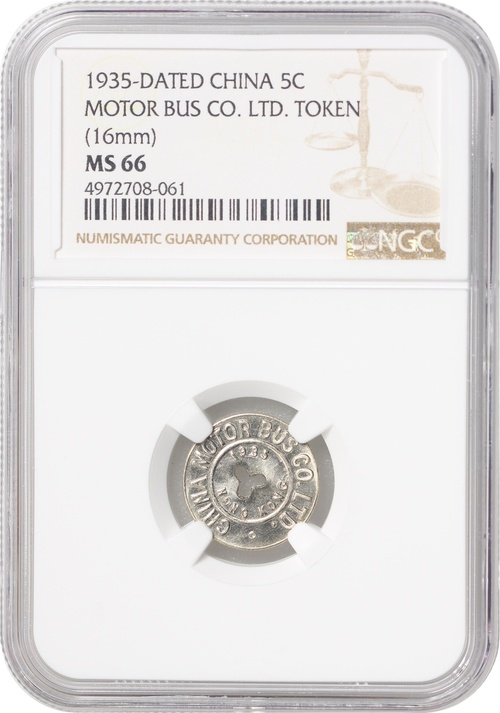 1935-DATED CHINA 5C
MOTOR BUS CO. LTD. TOKEN
(16mm)
MS 66
4972708-061
NUMISMATIC GUARANTY CORPORATION
NGC
CHINA MOTOR BUS CO. LTD.
1935
HONG KONG